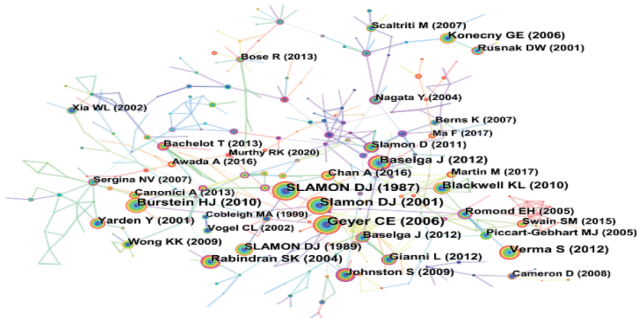 Scaltriti M (2007)
Konecny GE (2006)
Rusnak DW (2001)
Bose R (2013)
Nagata Y (2004)
Xia WL (2002)
Berns K (2007)
Ma F (2017)
Bachelot T (2013)
Slamon D (2011)
Murthy RK (2020)
Awada A (2016)
Baselga J (2012)
Chan A (2016)
Martin M (2017)
Sergina NV (2007)
SLAMON DJ (1987)
Blackwell KL (2010)
Canonici A (2013)
Burstein HJ (2010)
Slamon DJ (2001)
Cobleigh MA (1999)
Romond EH (2005)
Yarden Y (2001)
Vogel CL (2002)
Geyer CE (2006)
Swain SM (2015)
Piccart-Gebhart MJ (2005)
Baselga J (2012)
Wong KK (2009)
SLAMON DJ (1989)
Verma S (2012)
Rabindran SK (2004)
Gianni L (2012)
Johnston S (2009)
Cameron D (2008)